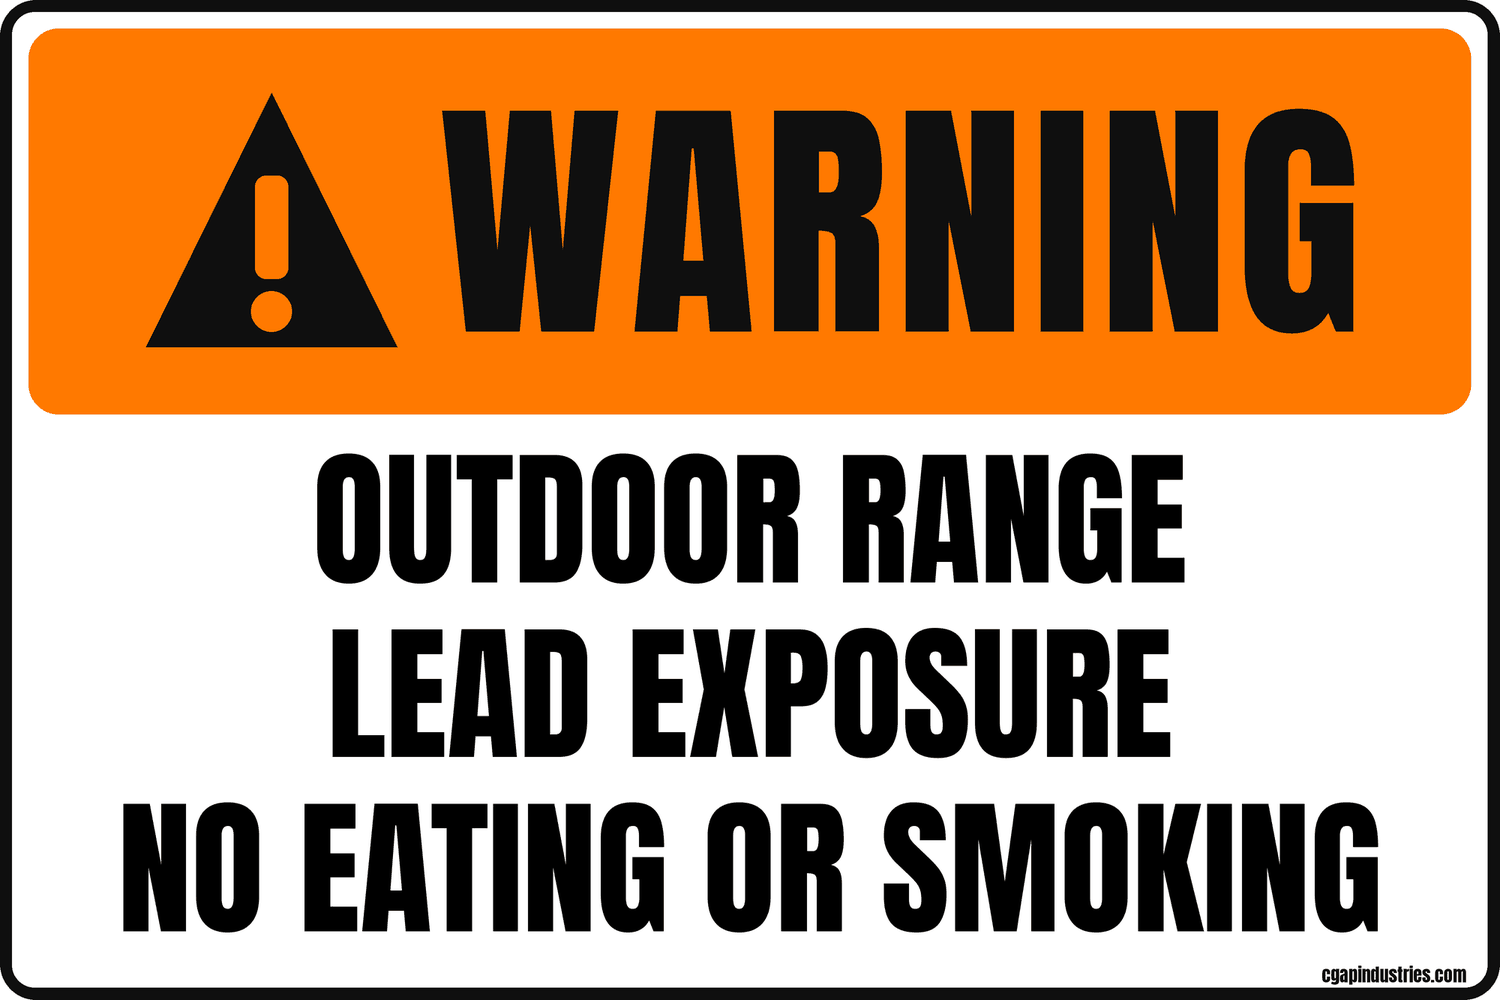 WARNING
OUTDOOR RANGE
LEAD EXPOSURE
NO EATING OR SMOKING
cgapindustries.com